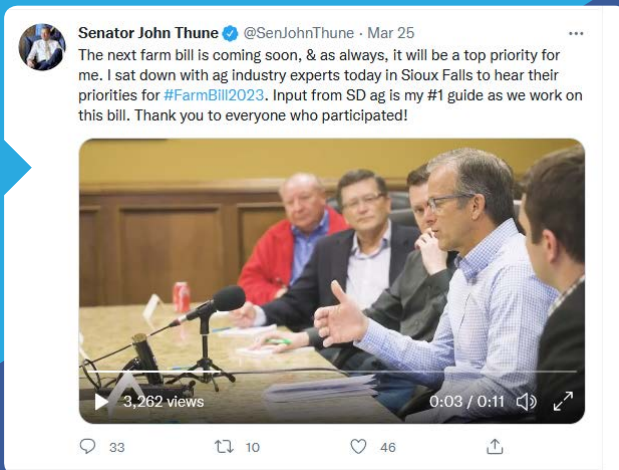 Senator John Thune @SenJohnThune · Mar 25
The next farm bill is coming soon, & as always, it will be a top priority for
me. I sat down with ag industry experts today in Sioux Falls to hear their
priorities for #FarmBill2023. Input from SD ag is my #1 guide as we work on
this bill. Thank you to everyone who participated!
3,262 views
0:03 / 0:11
33 10 46